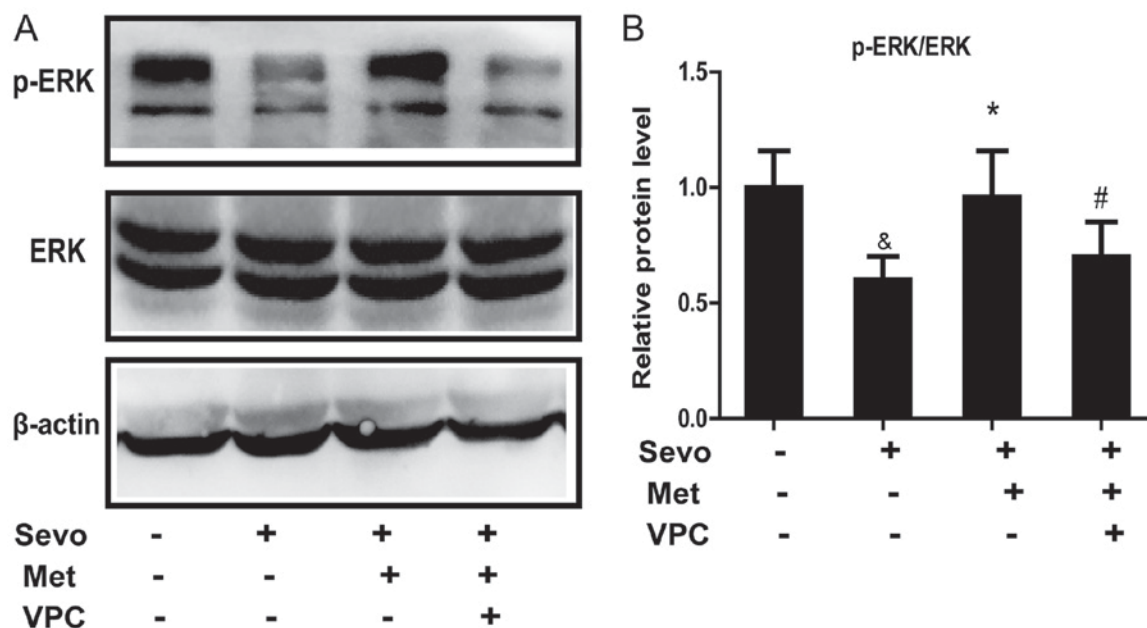 A
p-ERK
ERK
β-actin
Sevo - + + +
Met - - + +
VPC - - - +
B
p-ERK/ERK
Relative protein level
1.5
1.0
0.5
0.0
*
&
#
Sevo - + + +
Met - - + +
VPC - - - +